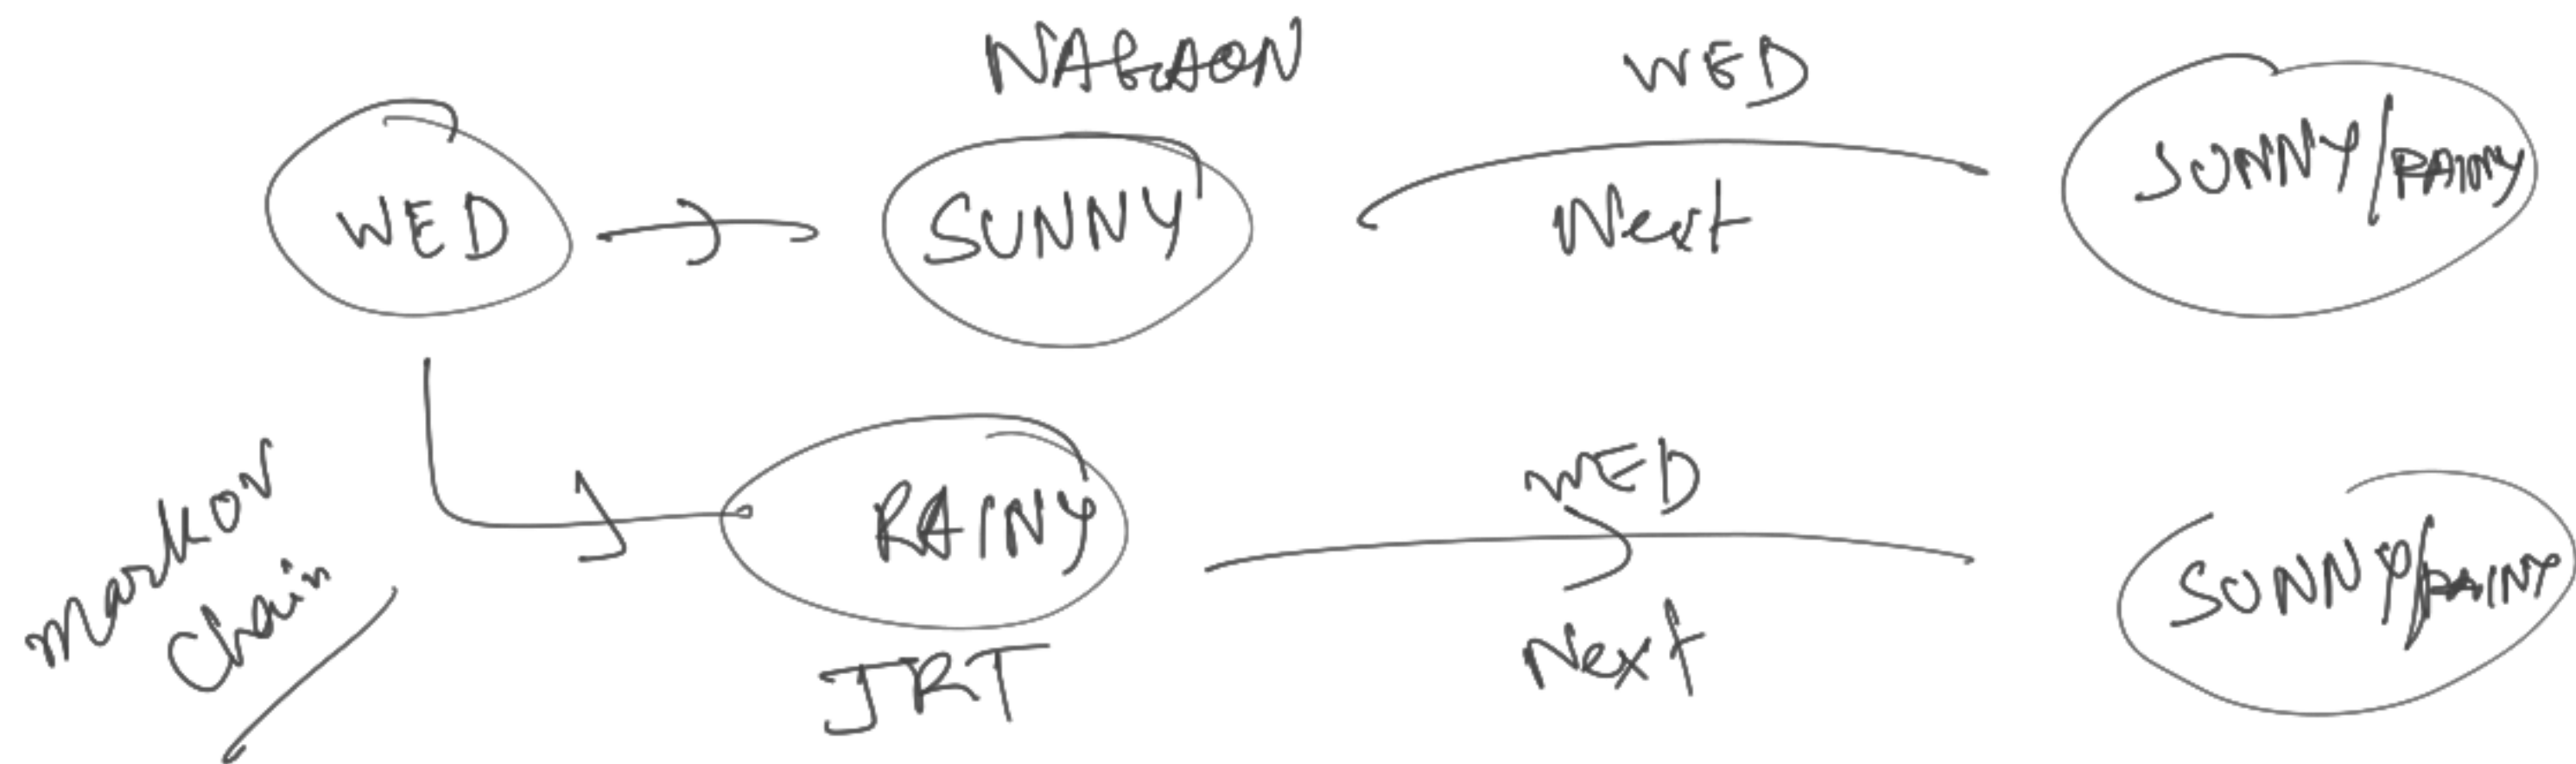 NAGAON
WED
WED
SUNNY
Next
SUNNY/RAINY
Markov
Chain
RAINY
JRT
WED
Next
SUNNY/RAINY